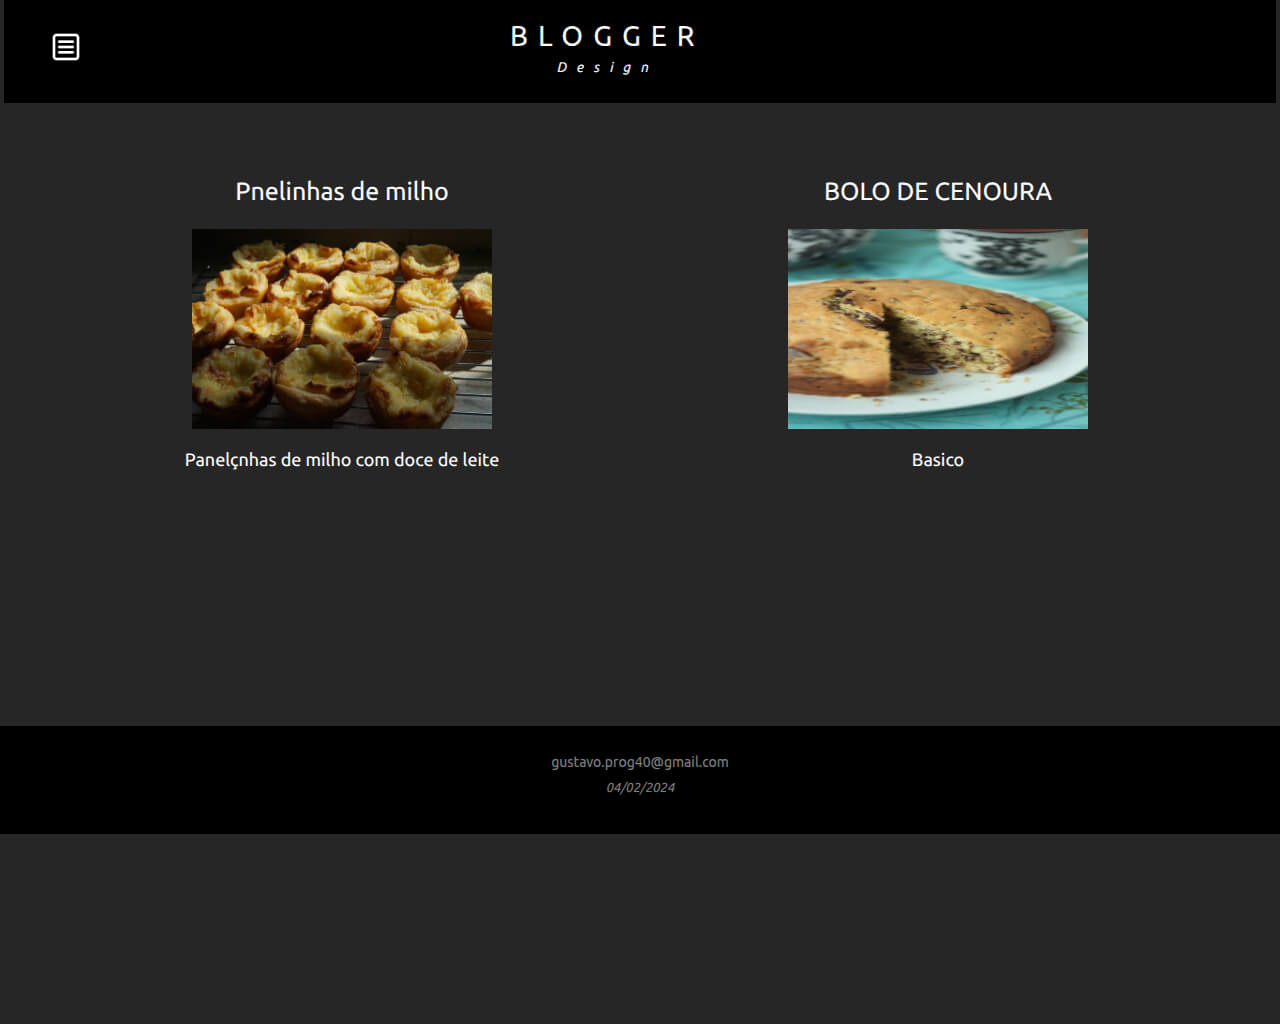 BLOGGER
Design
Pnelinhas de milho
BOLO DE CENOURA
Panelçnhas de milho com doce de leite
Basico
gustavo.prog40@gmail.com
04/02/2024